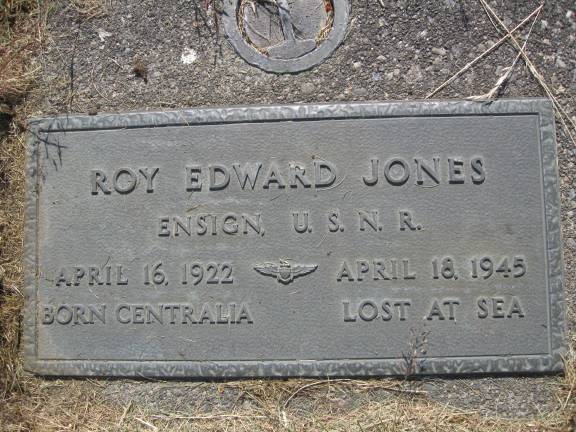 ROY EDWARD JONES
ENSIGN, U. S. N. R.
APRIL 16, 1922 APRIL 18, 1945
BORN CENTRALIA LOST AT SEA